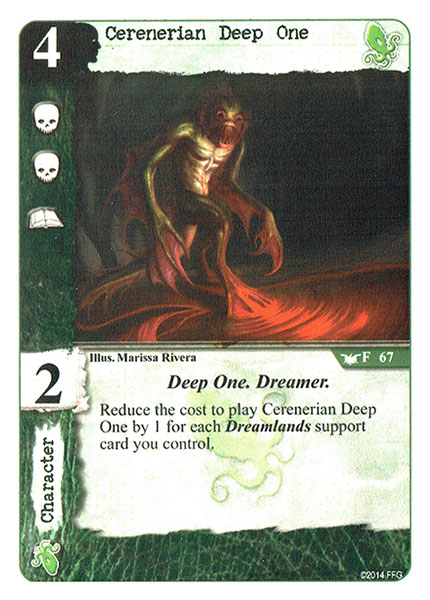 4
Cerenerian Deep One
Illus. Marissa Rivera
F 67
2
Deep One. Dreamer.
Reduce the cost to play Cerenerian Deep
One by 1 for each Dreamlands support
card you control.
Character
©2014 FFG